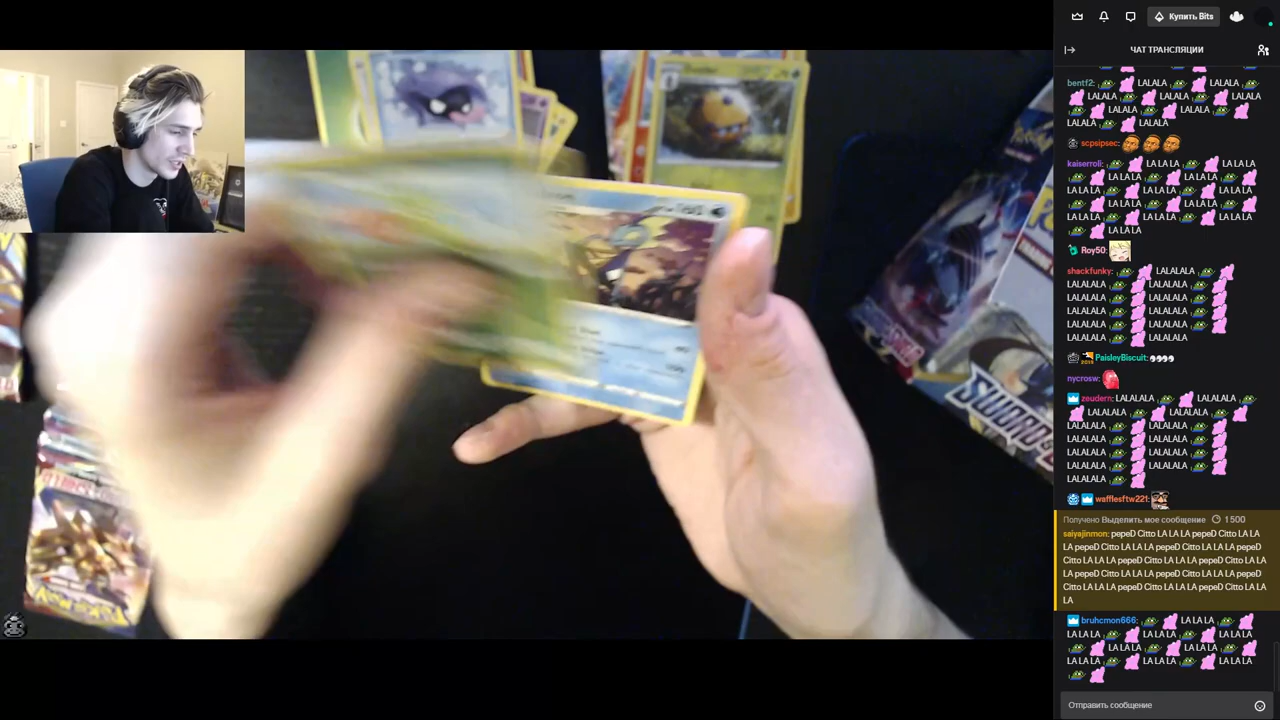 Купить Bits
ЧАТ ТРАНСЛЯЦИИ
bentf2: LALALA LALALA
LALALA LALALA LALALA
LALALA LALALA LALALA
LALALA LALALA
scpsipsec:
kaiserroli: LA LA LA LA LA LA
LA LA LA LA LA LA LA LA LA
LA LA LA LA LA LA LA LA LA
LA LA LA LA LA LA LA LA LA
LA LA LA LA LA LA LA LA LA
LA LA LA
Roy50:
shackfunky: LALALALA
LALALALA LALALALA
LALALALA LALALALA
LALALALA LALALALA
LALALALA LALALALA
LALALALA LALALALA
PaisleyBiscuit:
nycrosw:
zeudern: LALALALA LALALALA
LALALALA LALALALA
LALALALA LALALALA
LALALALA LALALALA
LALALALA LALALALA
LALALALA LALALALA
LALALALA
wafflesftw221:
Получено Выделить мое сообщение 1 500
saiyajinmon: pepeD Citto LA LA LA pepeD Citto LA LA
LA pepeD Citto LA LA LA pepeD Citto LA LA LA pepeD
Citto LA LA LA pepeD Citto LA LA LA pepeD Citto LA LA
LA pepeD Citto LA LA LA pepeD Citto LA LA LA pepeD
Citto LA LA LA pepeD Citto LA LA LA pepeD Citto LA LA
LA
bruhcmon666: LA LA LA
LA LA LA LA LA LA LA LA LA
LA LA LA LA LA LA LA LA LA
LA LA LA LA LA LA LA LA LA
Отправить сообщение
SWORD
POKéMON